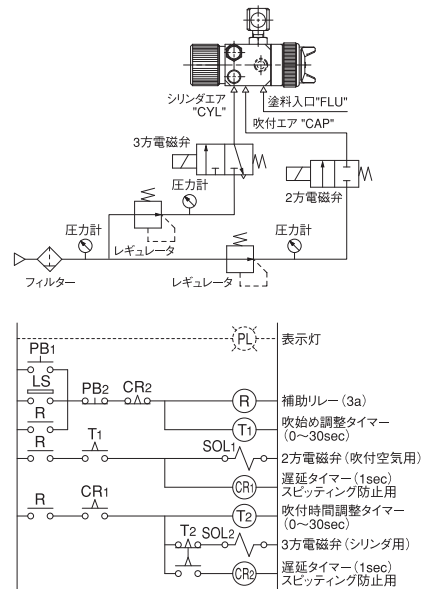 シリンダエア
"CYL"
塗料入口"FLU"
吹付エア "CAP"
3方電磁弁
2方電磁弁
圧力計
圧力計
圧力計
レギュレータ
レギュレータ
フィルター
PL
表示灯
PB1
LS
PB2
CR2
R
R
補助リレー(3a)
T1
吹始め調整タイマー
(0〜30sec)
R
T1
SOL1
2方電磁弁(吹付空気用)
CR1
遅延タイマー(1sec)
スピッティング防止用
R
CR1
T2
吹付時間調整タイマー
(0〜30sec)
T2
SOL2
3方電磁弁(シリンダ用)
CR2
遅延タイマー(1sec)
スピッティング防止用